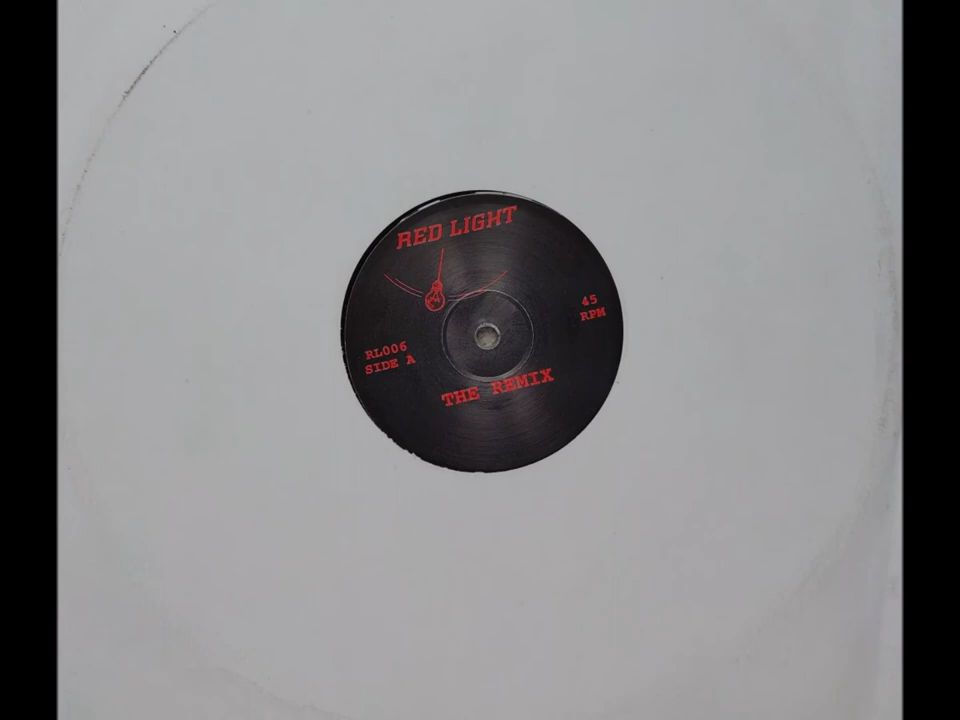 RED LIGHT
45
RPM
RL006
SIDE A
THE REMIX